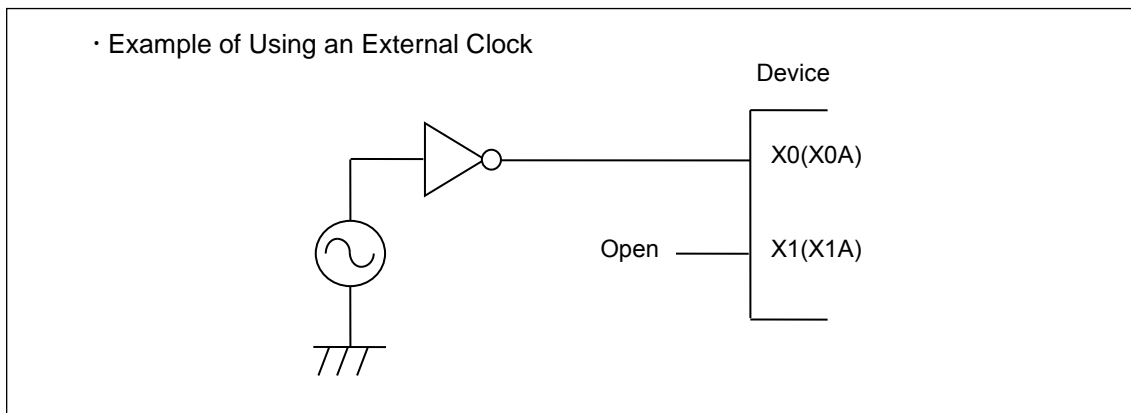 ・Example of Using an External Clock
Device
X0(X0A)
Open
X1(X1A)